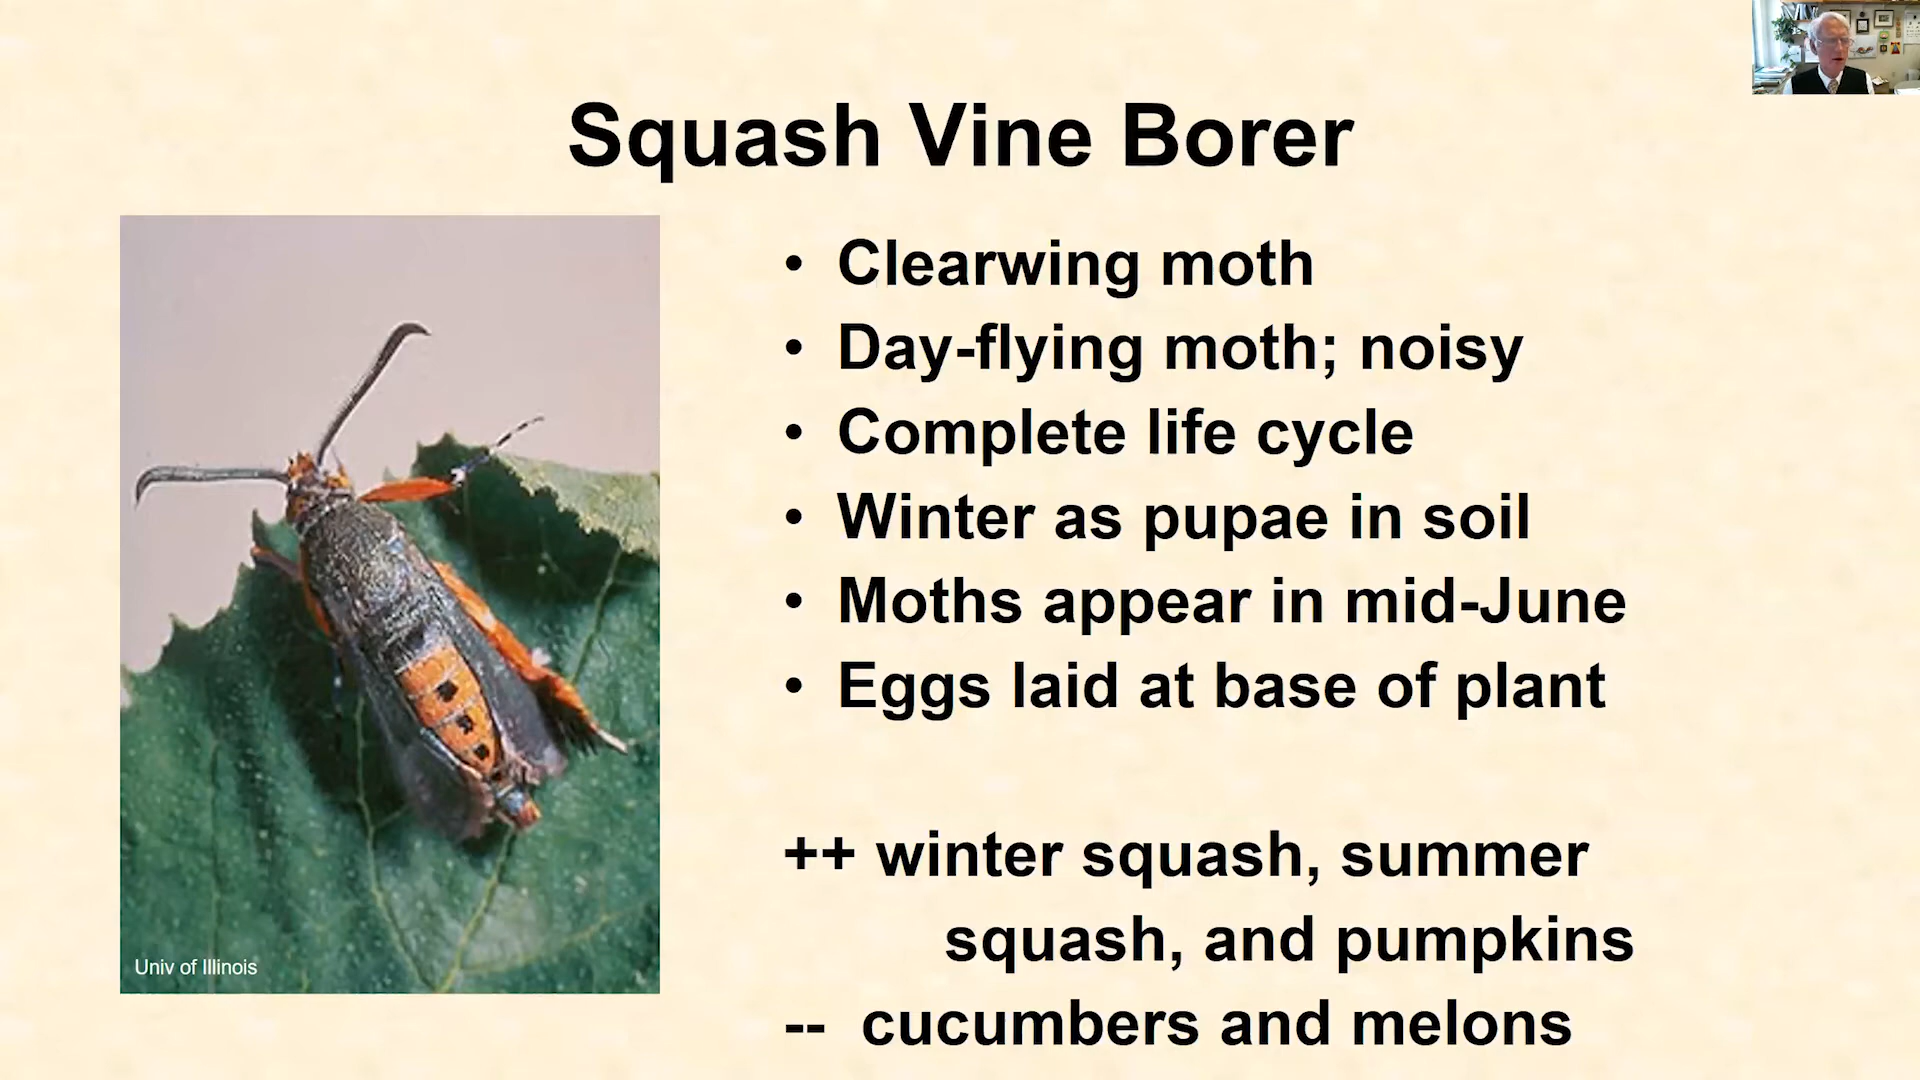 Squash Vine Borer
• Clearwing moth
• Day-flying moth; noisy
• Complete life cycle
• Winter as pupae in soil
• Moths appear in mid-June
• Eggs laid at base of plant
++ winter squash, summer
squash, and pumpkins
-- cucumbers and melons
Univ of Illinois